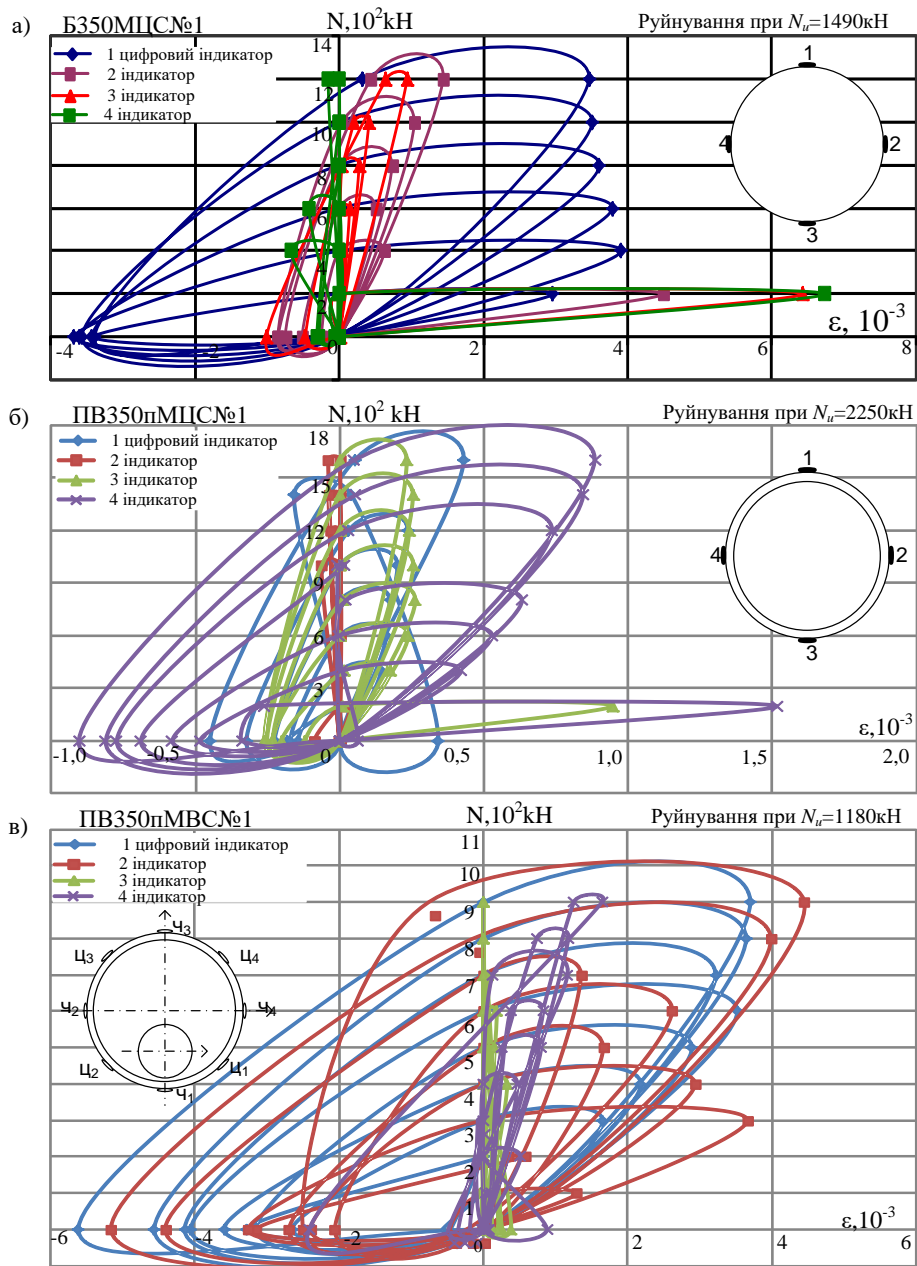 а)
Б350МЦС№1
N,10²kН
Руйнування при Nᵤ=1490кН
1 цифровий індикатор
2 індикатор
3 індикатор
4 індикатор
14
12
10
8
6
4
2
0
-4
-2
2
4
6
8
ε, 10⁻³
1
2
3
4
б)
ПВ350пМЦС№1
N,10² kН
Руйнування при Nᵤ=2250кН
1 цифровий індикатор
2 індикатор
3 індикатор
4 індикатор
18
15
12
9
6
3
0
-1,0
-0,5
0,5
1,0
1,5
2,0
ε,10⁻³
1
2
3
4
в)
ПВ350пМВС№1
N,10²kН
Руйнування при Nᵤ=1180кН
1 цифровий індикатор
2 індикатор
3 індикатор
4 індикатор
11
10
9
8
7
6
5
4
3
2
1
0
-6
-4
-2
2
4
6
ε,10⁻³
Ч₃
Ц₃
Ц₄
Ч₂
Ч₄
Ц₂
Ц₁
Ч₁